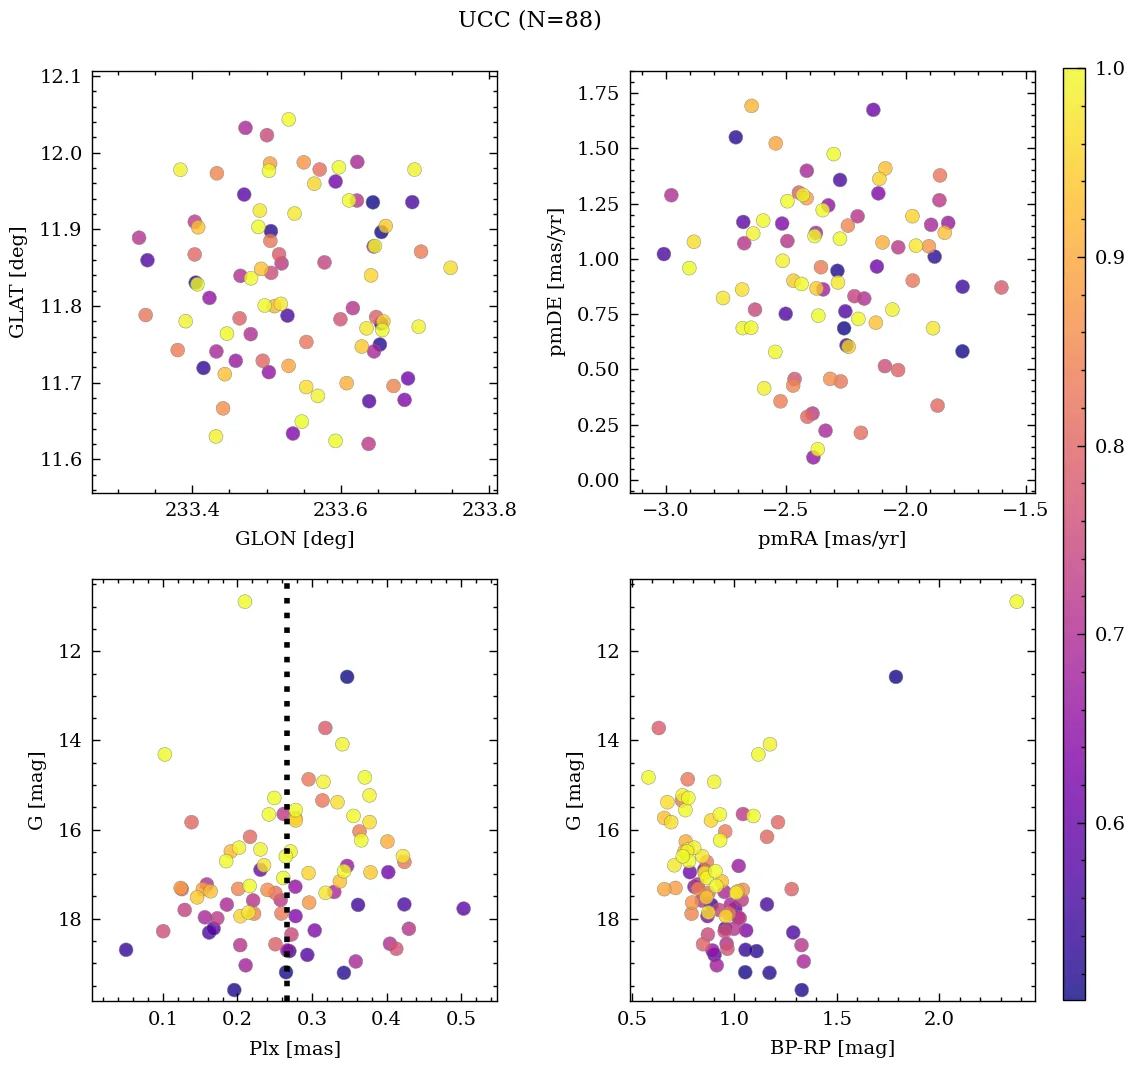 UCC (N=88)
12.1
12.0
11.9
11.8
11.7
11.6
GLAT [deg]
233.4 233.6 233.8
GLON [deg]
1.75
1.50
1.25
1.00
0.75
0.50
0.25
0.00
pmDE [mas/yr]
−3.0 −2.5 −2.0 −1.5
pmRA [mas/yr]
12
14
16
18
G [mag]
0.1 0.2 0.3 0.4 0.5
Plx [mas]
12
14
16
18
G [mag]
0.5 1.0 1.5 2.0
BP-RP [mag]
1.0
0.9
0.8
0.7
0.6